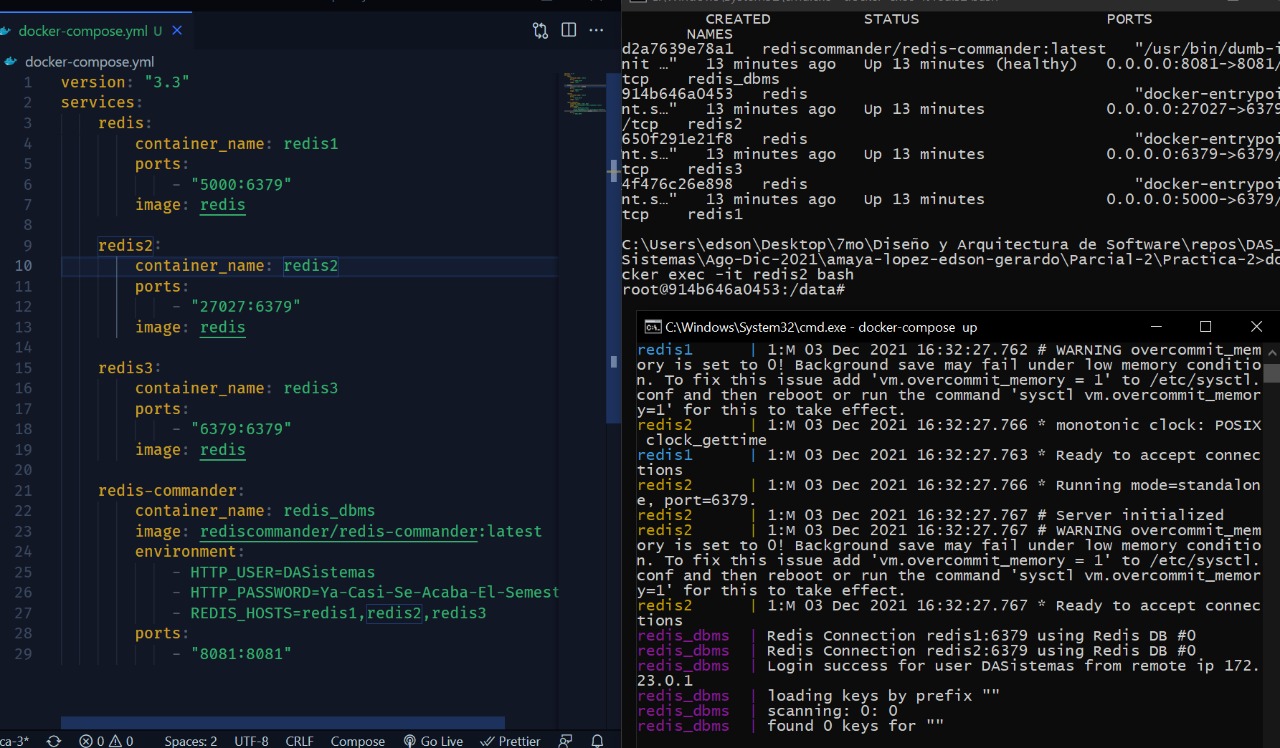 docker-compose.yml U ×
docker-compose.yml
1 version: "3.3"
2 services:
3 redis:
4 container_name: redis1
5 ports:
6 - "5000:6379"
7 image: redis
8
9 redis2:
10 container_name: redis2
11 ports:
12 - "27027:6379"
13 image: redis
14
15 redis3:
16 container_name: redis3
17 ports:
18 - "6379:6379"
19 image: redis
20
21 redis-commander:
22 container_name: redis_dbms
23 image: rediscommander/redis-commander:latest
24 environment:
25 - HTTP_USER=DASistemas
26 - HTTP_PASSWORD=Ya-Casi-Se-Acaba-El-Semest
27 - REDIS_HOSTS=redis1,redis2,redis3
28 ports:
29 - "8081:8081"
ca-3* 0 0 Spaces: 2 UTF-8 CRLF Compose Go Live Prettier
CREATED STATUS PORTS
NAMES
d2a7639e78a1 rediscommander/redis-commander:latest "/usr/bin/dumb-i
nit …" 13 minutes ago Up 13 minutes (healthy) 0.0.0.0:8081->8081/
tcp redis_dbms
914b646a0453 redis "docker-entrypoi
nt.s…" 13 minutes ago Up 13 minutes 0.0.0.0:27027->6379
/tcp redis2
650f291e21f8 redis "docker-entrypoi
nt.s…" 13 minutes ago Up 13 minutes 0.0.0.0:6379->6379/
tcp redis3
4f476c26e898 redis "docker-entrypoi
nt.s…" 13 minutes ago Up 13 minutes 0.0.0.0:5000->6379/
tcp redis1
C:\Users\edson\Desktop\7mo\Diseño y Arquitectura de Software\repos\DAS_
Sistemas\Ago-Dic-2021\amaya-lopez-edson-gerardo\Parcial-2\Practica-2>do
cker exec -it redis2 bash
root@914b646a0453:/data#
C:\Windows\System32\cmd.exe - docker-compose up
redis1 | 1:M 03 Dec 2021 16:32:27.762 # WARNING overcommit_mem
ory is set to 0! Background save may fail under low memory conditio
n. To fix this issue add 'vm.overcommit_memory = 1' to /etc/sysctl.
conf and then reboot or run the command 'sysctl vm.overcommit_memor
y=1' for this to take effect.
redis2 | 1:M 03 Dec 2021 16:32:27.766 * monotonic clock: POSIX
clock_gettime
redis1 | 1:M 03 Dec 2021 16:32:27.763 * Ready to accept connec
tions
redis2 | 1:M 03 Dec 2021 16:32:27.766 * Running mode=standalon
e, port=6379.
redis2 | 1:M 03 Dec 2021 16:32:27.767 # Server initialized
redis2 | 1:M 03 Dec 2021 16:32:27.767 # WARNING overcommit_mem
ory is set to 0! Background save may fail under low memory conditio
n. To fix this issue add 'vm.overcommit_memory = 1' to /etc/sysctl.
conf and then reboot or run the command 'sysctl vm.overcommit_memor
y=1' for this to take effect.
redis2 | 1:M 03 Dec 2021 16:32:27.767 * Ready to accept connec
tions
redis_dbms | Redis Connection redis1:6379 using Redis DB #0
redis_dbms | Redis Connection redis2:6379 using Redis DB #0
redis_dbms | Login success for user DASistemas from remote ip 172.
23.0.1
redis_dbms | loading keys by prefix ""
redis_dbms | scanning: 0: 0
redis_dbms | found 0 keys for ""